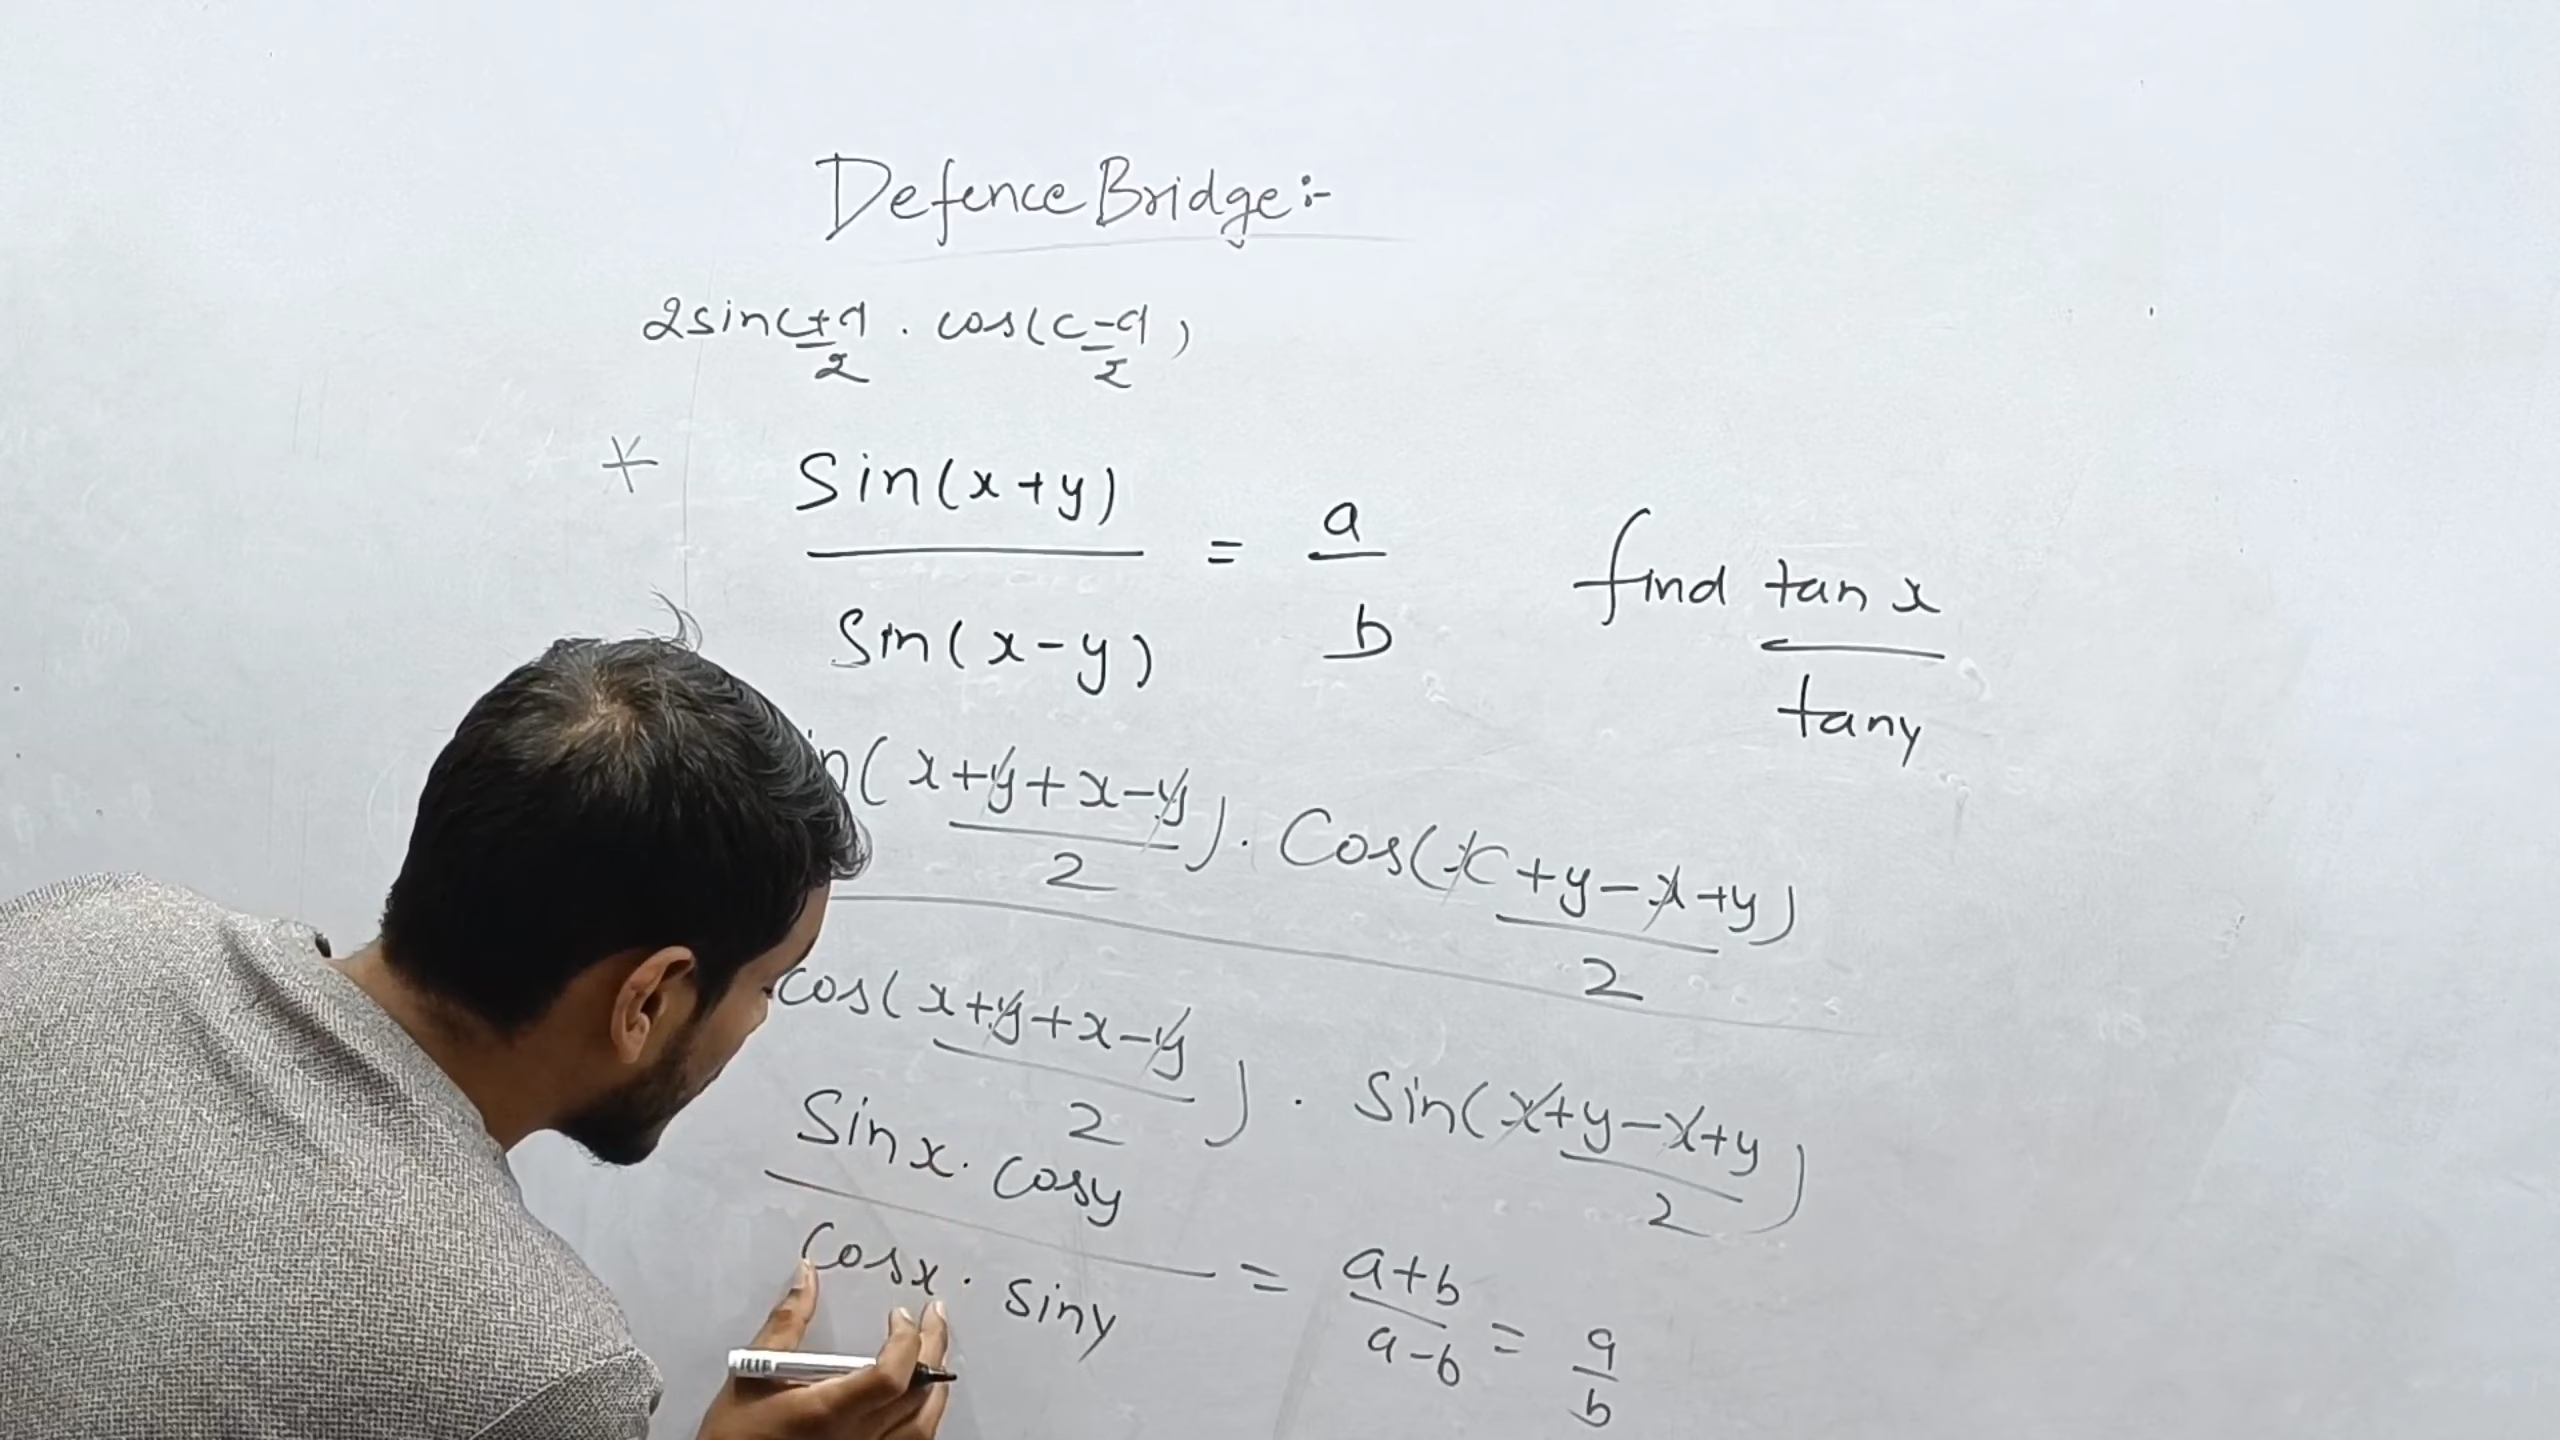 Defence Bridge:-
2sin c+d/2 . cos(c-d/2)
* Sin(x+y)/Sin(x-y) = a/b find tan x/tany
in(x+y+x-y/2) . Cos(x+y-x+y/2)
cos(x+y+x-y/2) . Sin(x+y-x+y/2)
Sinx . cosy
Cosx . siny = a+b/a-b = a/b